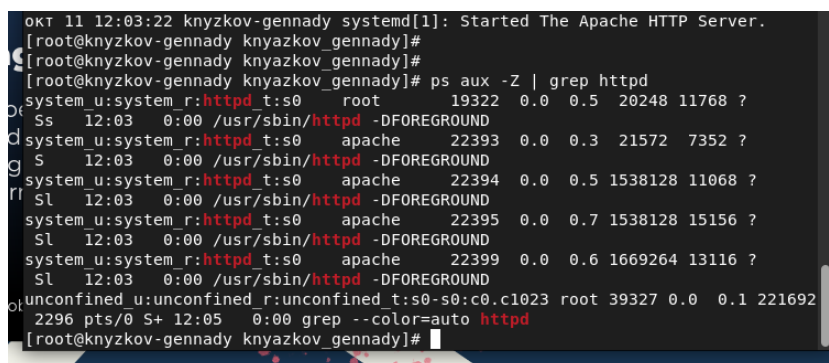 окт 11 12:03:22 knyzkov-gennady systemd[1]: Started The Apache HTTP Server.
[root@knyzkov-gennady knyazkov_gennady]#
[root@knyzkov-gennady knyazkov_gennady]#
[root@knyzkov-gennady knyazkov_gennady]# ps aux -Z | grep httpd
system_u:system_r:httpd_t:s0    root       19322  0.0  0.5  20248 11768 ?
 Ss   12:03   0:00 /usr/sbin/httpd -DFOREGROUND
system_u:system_r:httpd_t:s0    apache     22393  0.0  0.3  21572  7352 ?
 S    12:03   0:00 /usr/sbin/httpd -DFOREGROUND
system_u:system_r:httpd_t:s0    apache     22394  0.0  0.5 1538128 11068 ?
 Sl   12:03   0:00 /usr/sbin/httpd -DFOREGROUND
system_u:system_r:httpd_t:s0    apache     22395  0.0  0.7 1538128 15156 ?
 Sl   12:03   0:00 /usr/sbin/httpd -DFOREGROUND
system_u:system_r:httpd_t:s0    apache     22399  0.0  0.6 1669264 13116 ?
 Sl   12:03   0:00 /usr/sbin/httpd -DFOREGROUND
unconfined_u:unconfined_r:unconfined_t:s0-s0:c0.c1023 root 39327 0.0  0.1 221692
 2296 pts/0 S+ 12:05   0:00 grep --color=auto httpd
[root@knyzkov-gennady knyazkov_gennady]#